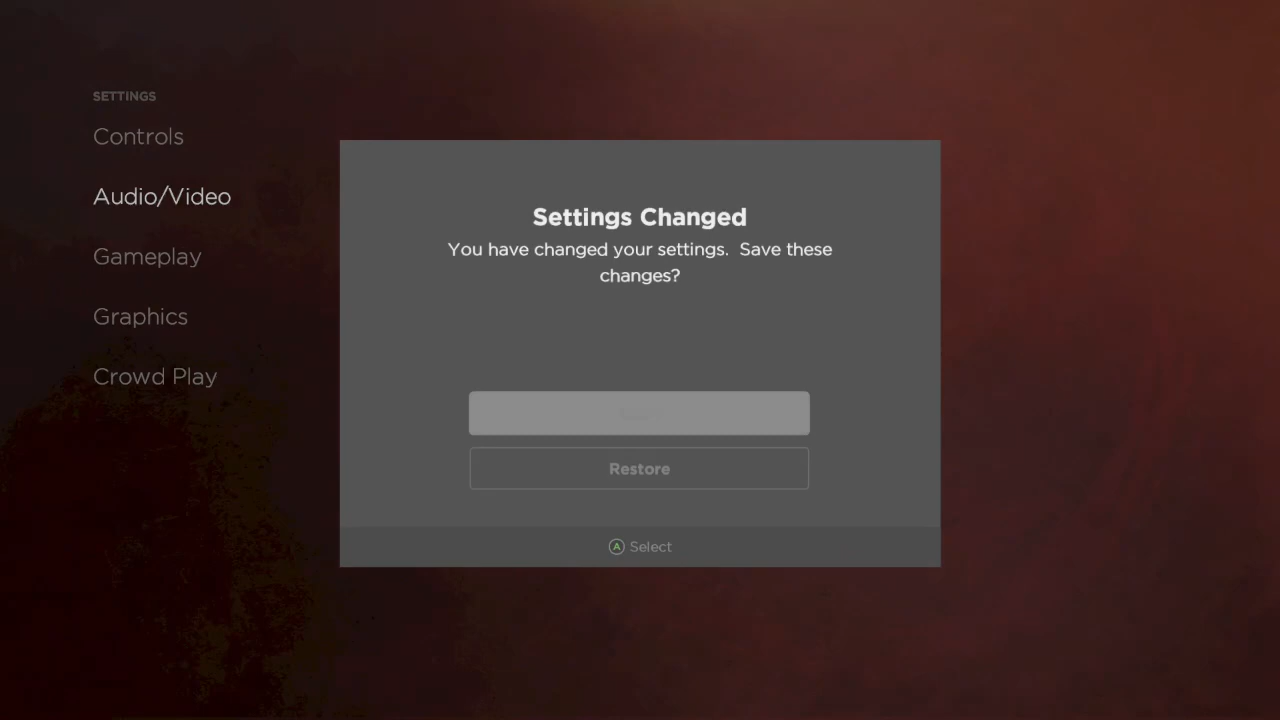 SETTINGS
Controls
Audio/Video
Gameplay
Graphics
Crowd Play
Settings Changed
You have changed your settings.  Save these
changes?
Restore
A Select